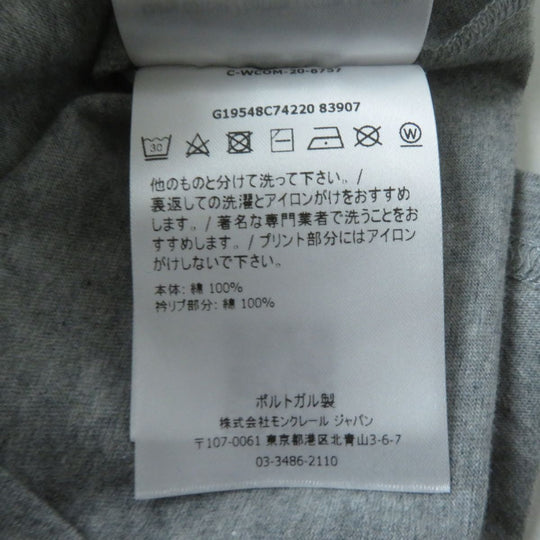 C-WCOM-20-8757
G19548C74220 83907
30
W
他のものと分けて洗って下さい。/
裏返しての洗濯とアイロンがけをおすすめ
します。/ 著名な専門業者で洗うことをお
すすめします。/ プリント部分にはアイロン
がけしないで下さい。
本体: 綿 100%
衿リブ部分: 綿 100%
ポルトガル製
株式会社モンクレール ジャパン
〒107-0061 東京都港区北青山3-6-7
03-3486-2110